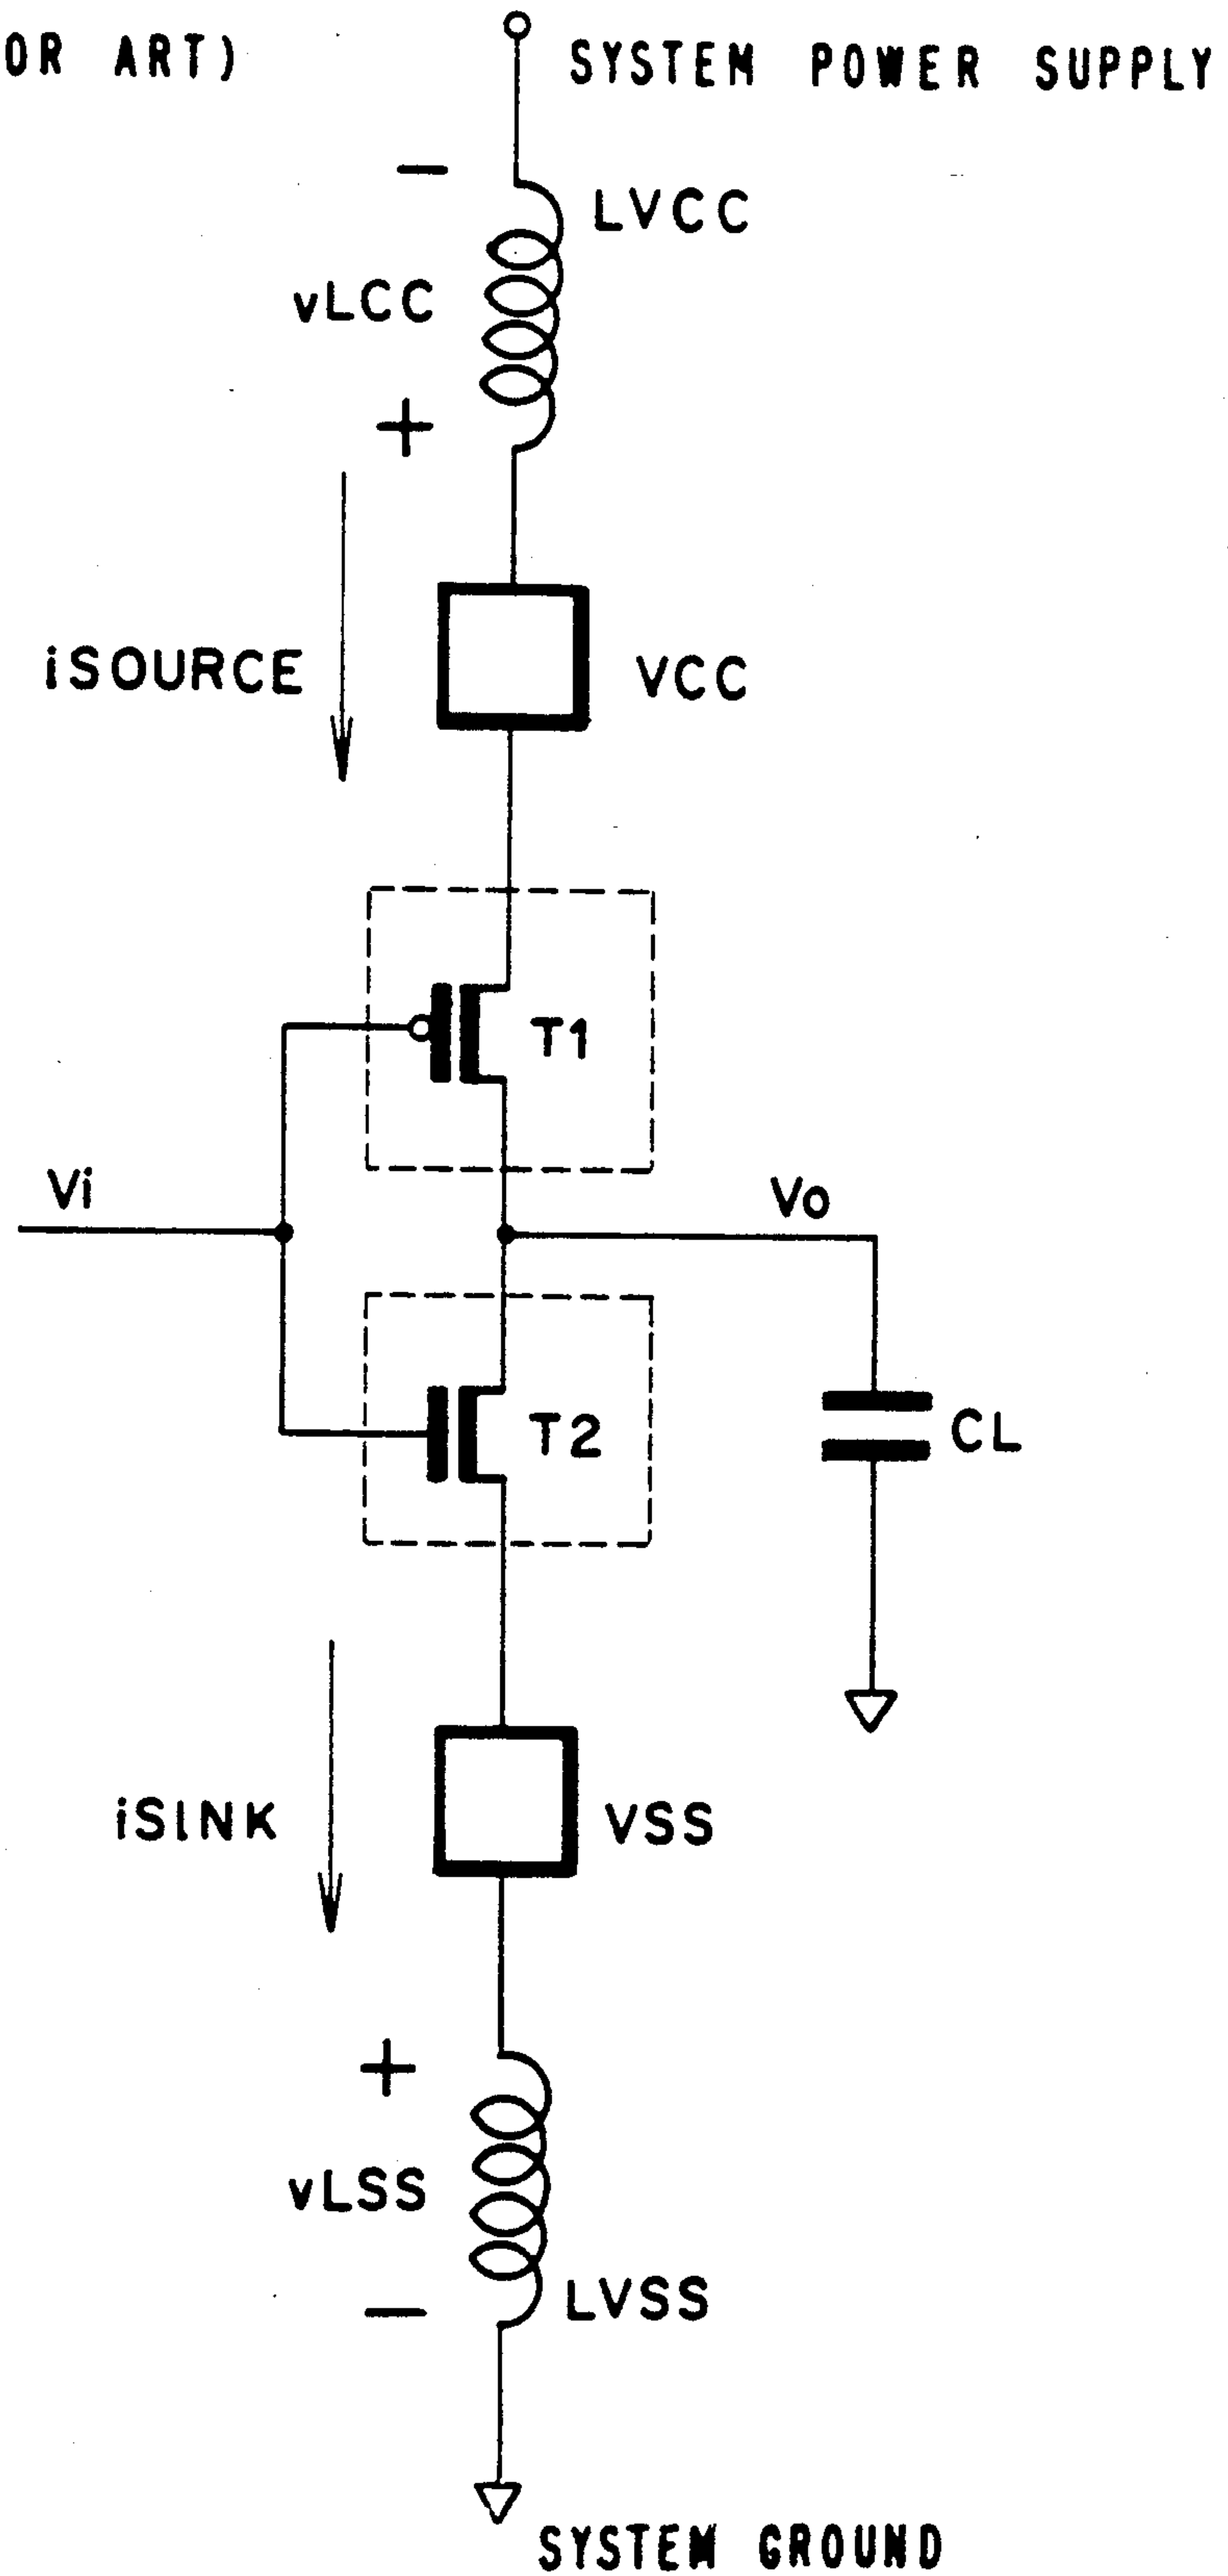 OR ART)
SYSTEM POWER SUPPLY
−
LVCC
vLCC
+
iSOURCE
VCC
T1
Vi
Vo
T2
CL
iSINK
VSS
+
vLSS
LVSS
−
SYSTEM GROUND